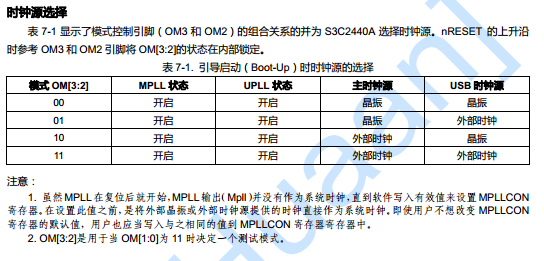 时钟源选择
表 7-1 显示了模式控制引脚（OM3 和 OM2）的组合关系的并为 S3C2440A 选择时钟源。nRESET 的上升沿
时参考 OM3 和 OM2 引脚将 OM[3:2]的状态在内部锁定。
表 7-1. 引导启动（Boot-Up）时时钟源的选择
模式 OM[3:2] MPLL 状态 UPLL 状态 主时钟源 USB 时钟源
00 开启 开启 晶振 晶振
01 开启 开启 晶振 外部时钟
10 开启 开启 外部时钟 晶振
11 开启 开启 外部时钟 外部时钟
注意：
1. 虽然 MPLL 在复位后就开始，MPLL 输出( Mpll )并没有作为系统时钟，直到软件写入有效值来设置 MPLLCON
寄存器。在设置此值之前，是将外部晶振或外部时钟源提供的时钟直接作为系统时钟。即使用户不想改变 MPLLCON
寄存器的默认值，用户也应当写入与之相同的值到 MPLLCON 寄存器寄存器中。
2. OM[3:2]是用于当 OM[1:0]为 11 时决定一个测试模式。